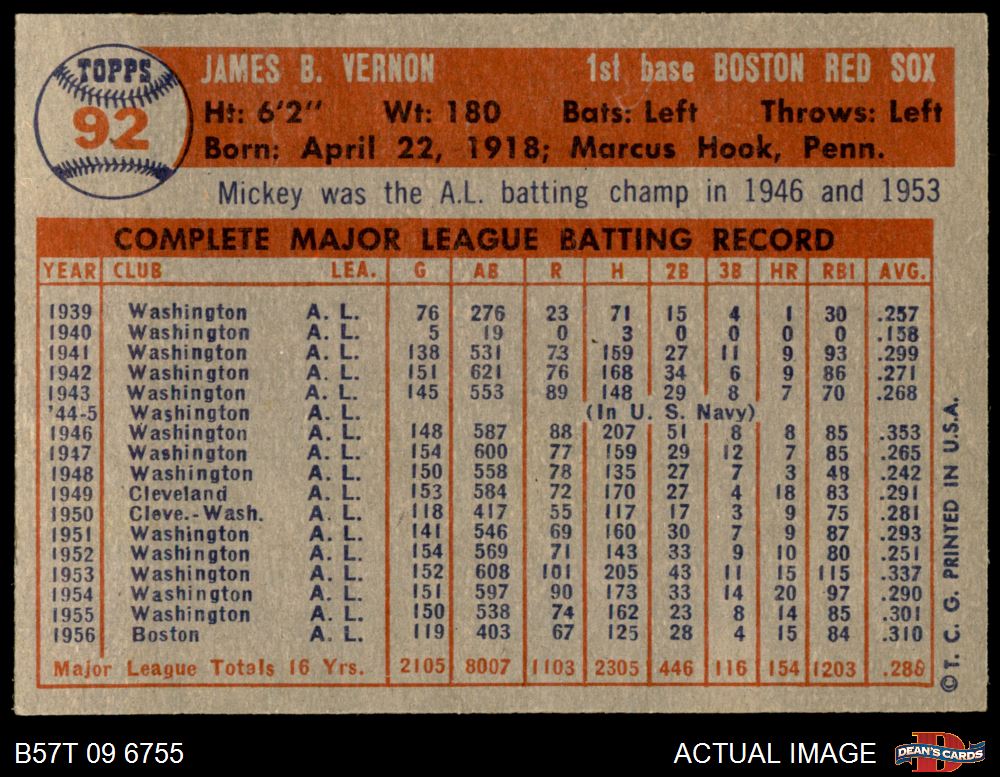 TOPPS
92
JAMES B. VERNON 1st base BOSTON RED SOX
Ht: 6'2" Wt: 180 Bats: Left Throws: Left
Born: April 22, 1918; Marcus Hook, Penn.
Mickey was the A.L. batting champ in 1946 and 1953
COMPLETE MAJOR LEAGUE BATTING RECORD
YEAR CLUB LEA. G AB R H 2B 3B HR RBI AVG.
1939 Washington A. L. 76 276 23 71 15 4 1 30 .257
1940 Washington A. L. 5 19 0 3 0 0 0 0 .158
1941 Washington A. L. 138 531 73 159 27 11 9 93 .299
1942 Washington A. L. 151 621 76 168 34 6 9 86 .271
1943 Washington A. L. 145 553 89 148 29 8 7 70 .268
'44-5 Washington A. L. (In U. S. Navy)
1946 Washington A. L. 148 587 88 207 51 8 8 85 .353
1947 Washington A. L. 154 600 77 159 29 12 7 85 .265
1948 Washington A. L. 150 558 78 135 27 7 3 48 .242
1949 Cleveland A. L. 153 584 72 170 27 4 18 83 .291
1950 Cleve.-Wash. A. L. 118 417 55 117 17 3 9 75 .281
1951 Washington A. L. 141 546 69 160 30 7 9 87 .293
1952 Washington A. L. 154 569 71 143 33 9 10 80 .251
1953 Washington A. L. 152 608 101 205 43 11 15 115 .337
1954 Washington A. L. 151 597 90 173 33 14 20 97 .290
1955 Washington A. L. 150 538 74 162 23 8 14 85 .301
1956 Boston A. L. 119 403 67 125 28 4 15 84 .310
Major League Totals 16 Yrs. 2105 8007 1103 2305 446 116 154 1203 .288
©T. C. G. PRINTED IN U.S.A.
B57T 09 6755 ACTUAL IMAGE
DEAN'S CARDS